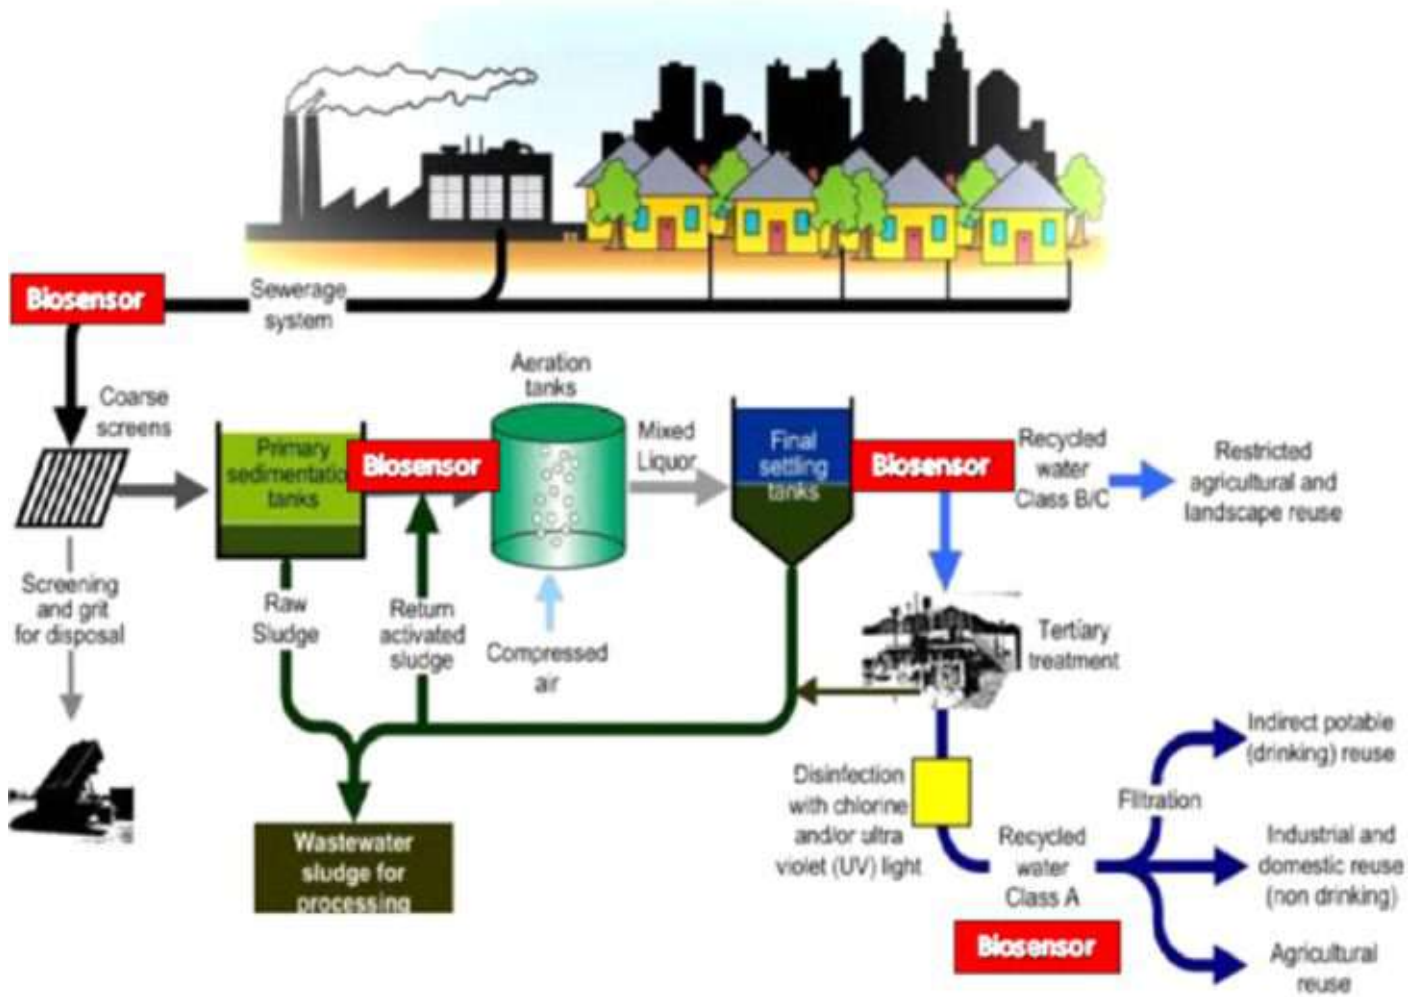 Biosensor
Sewerage
system
Coarse
screens
Aeration
tanks
Primary
sedimentatio
tanks
Biosensor
Mixed
Liquor
Final
settling
tanks
Biosensor
Recycled
water
Class B/C
Restricted
agricultural and
landscape reuse
Screening
and grit
for disposal
Raw
Sludge
Return
activated
sludge
Compressed
air
Tertiary
treatment
Disinfection
with chlorine
and/or ultra
violet (UV) light
Recycled
water
Class A
Biosensor
Filtration
Indirect potable
(drinking) reuse
Industrial and
domestic reuse
(non drinking)
Agricultural
reuse
Wastewater
sludge for
processing